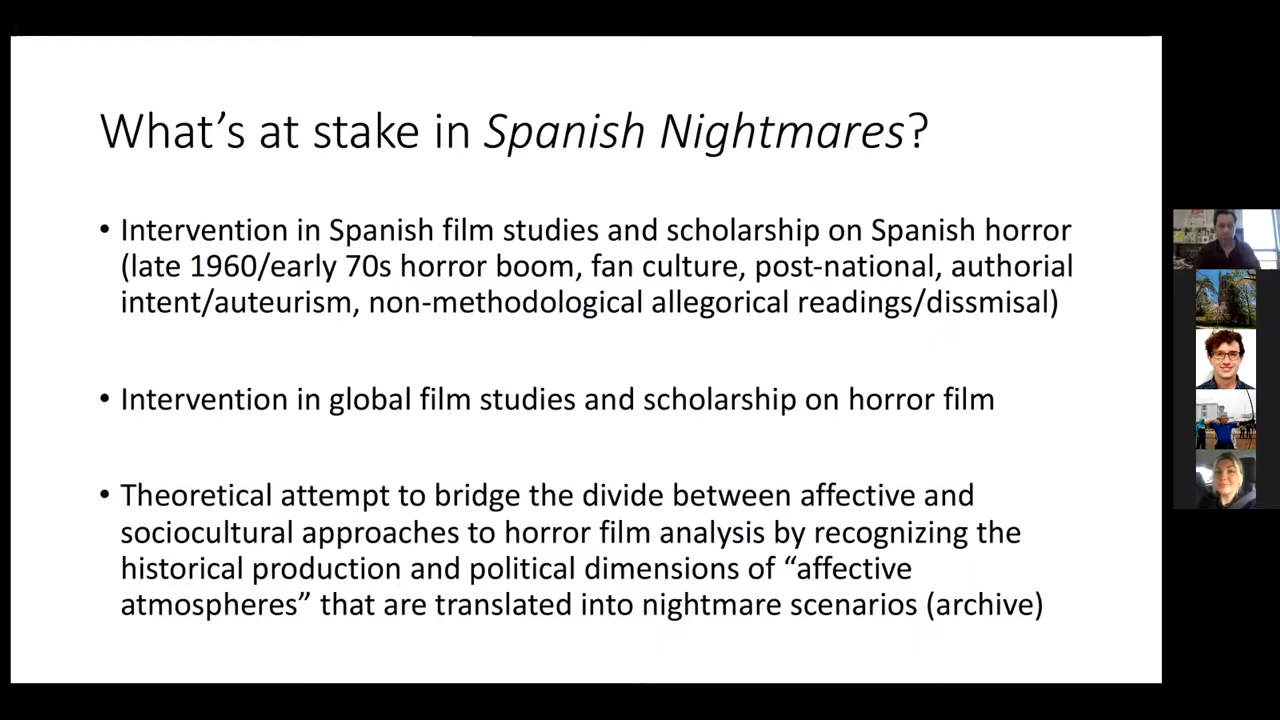 What’s at stake in Spanish Nightmares?
• Intervention in Spanish film studies and scholarship on Spanish horror
(late 1960/early 70s horror boom, fan culture, post-national, authorial
intent/auteurism, non-methodological allegorical readings/dissmisal)
• Intervention in global film studies and scholarship on horror film
• Theoretical attempt to bridge the divide between affective and
sociocultural approaches to horror film analysis by recognizing the
historical production and political dimensions of “affective
atmospheres” that are translated into nightmare scenarios (archive)